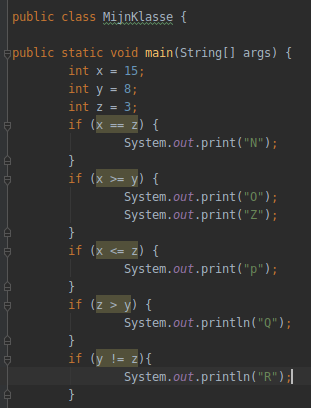 public class MijnKlasse {
public static void main(String[] args) {
int x = 15;
int y = 8;
int z = 3;
if (x == z) {
System.out.print("N");
}
if (x >= y) {
System.out.print("O");
System.out.print("Z");
}
if (x <= z) {
System.out.print("p");
}
if (z > y) {
System.out.println("Q");
}
if (y != z){
System.out.println("R");
}